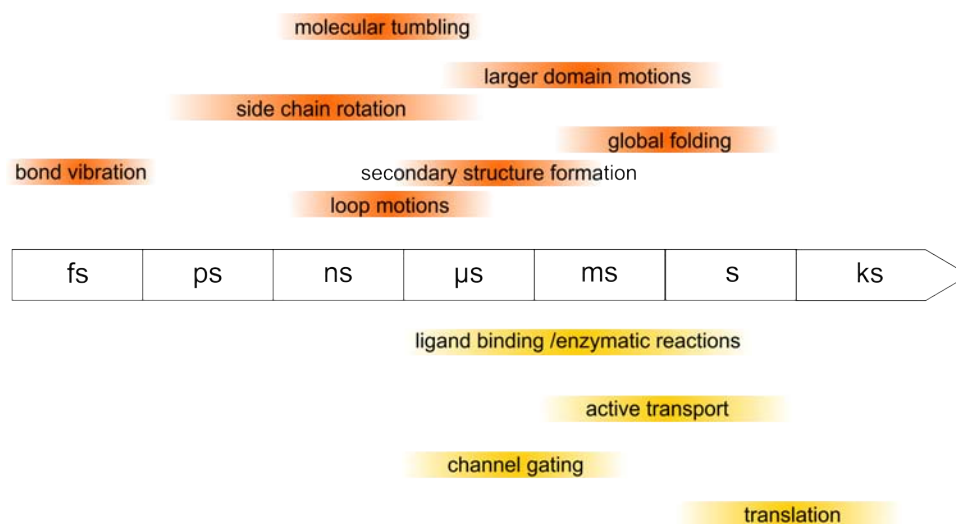 molecular tumbling
larger domain motions
side chain rotation
global folding
bond vibration
secondary structure formation
loop motions
fs ps ns µs ms s ks
ligand binding /enzymatic reactions
active transport
channel gating
translation